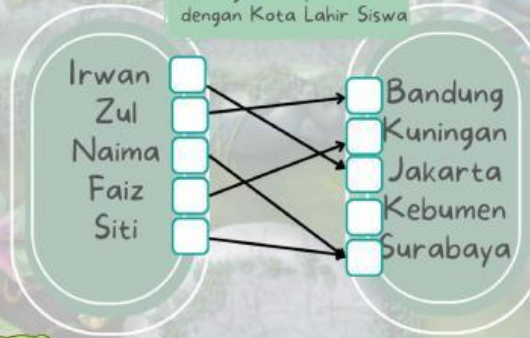 dengan Kota Lahir Siswa
Irwan
Zul
Naima
Faiz
Siti
Bandung
Kuningan
Jakarta
Kebumen
Surabaya